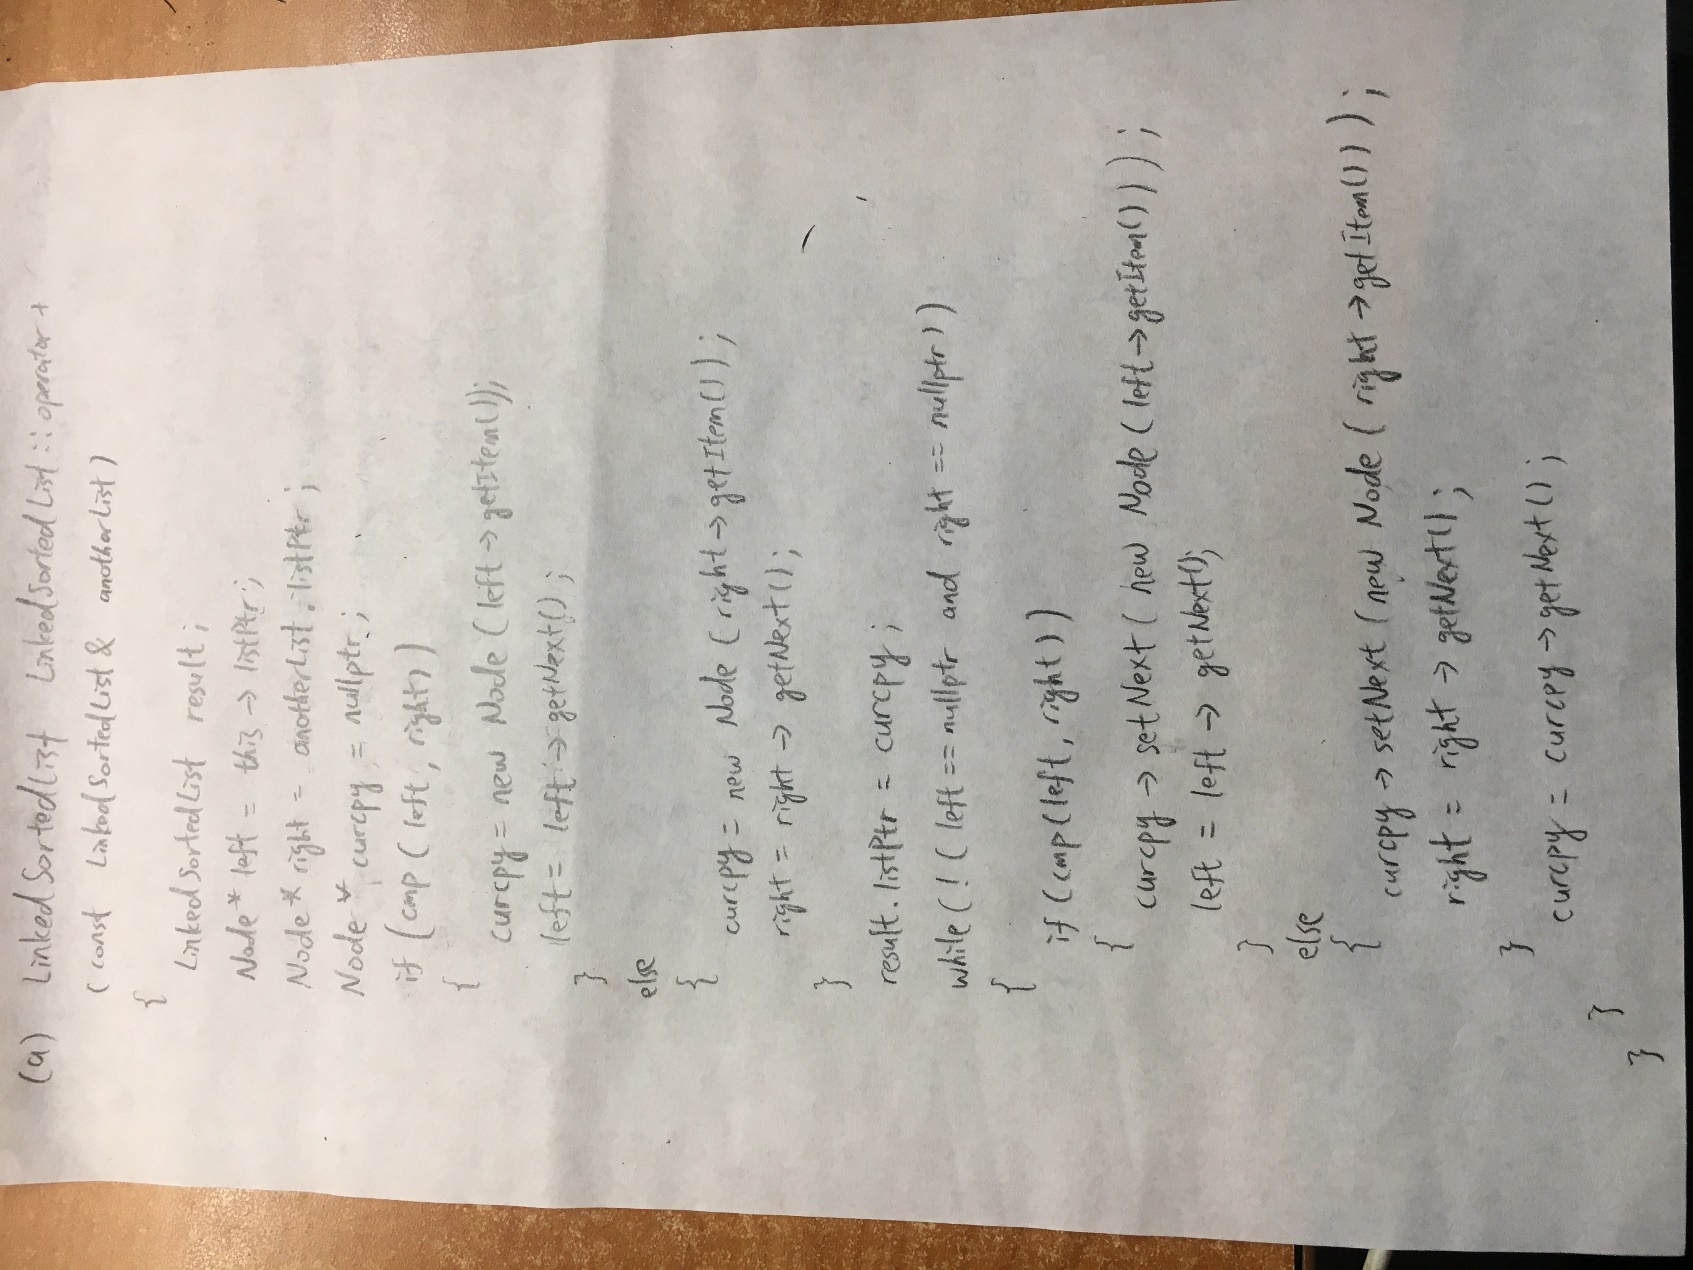 (a) LinkedSortedList LinkedSortedList :: operator +
( const LinkedSortedList & anotherList )
{
LinkedSortedList result ;
Node* left = this -> listPtr ;
Node* right = anotherList . listPtr ;
Node* curcpy = nullptr ;
if ( cmp ( left , right ) )
{
curcpy = new Node ( left -> getItem() );
left = left -> getNext() ;
}
else
{
curcpy = new Node ( right -> getItem() ) ;
right = right -> getNext() ;
}
result . listPtr = curcpy ;
while ( ! ( left == nullptr and right == nullptr ) )
{
if ( cmp ( left , right ) )
{
curcpy -> setNext ( new Node ( left -> getItem() ) ) ;
left = left -> getNext() ;
}
else
{
curcpy -> setNext ( new Node ( right -> getItem() ) ) ;
right = right -> getNext() ;
}
curcpy = curcpy -> getNext() ;
}
}